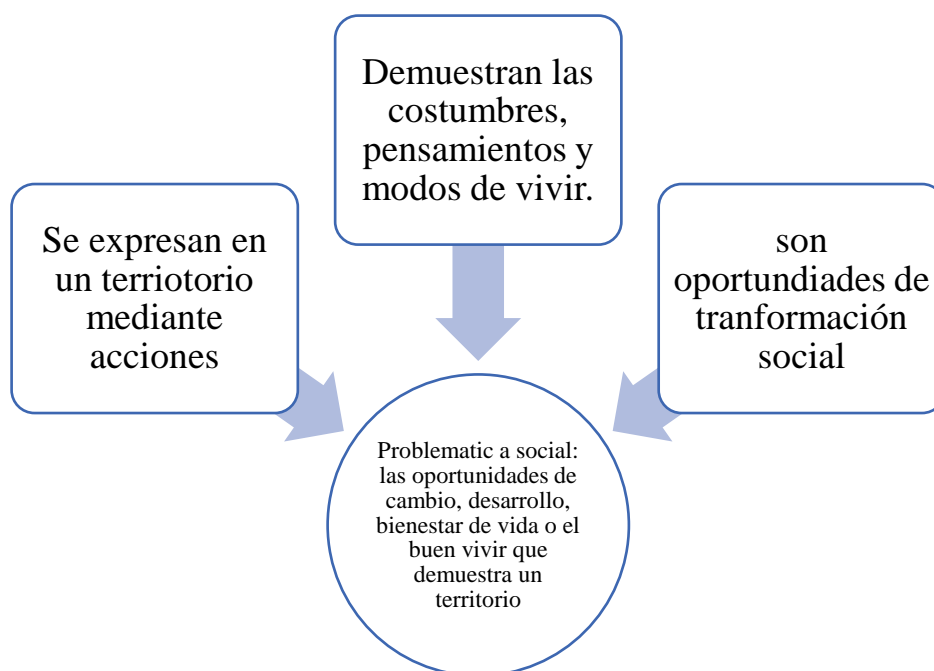 Demuestran las
costumbres,
pensamientos y
modos de vivir.
Se expresan en
un terriotorio
mediante
acciones
son
oportundiades de
tranformación
social
Problematic a social:
las oportunidades de
cambio, desarrollo,
bienestar de vida o el
buen vivir que
demuestra un
territorio